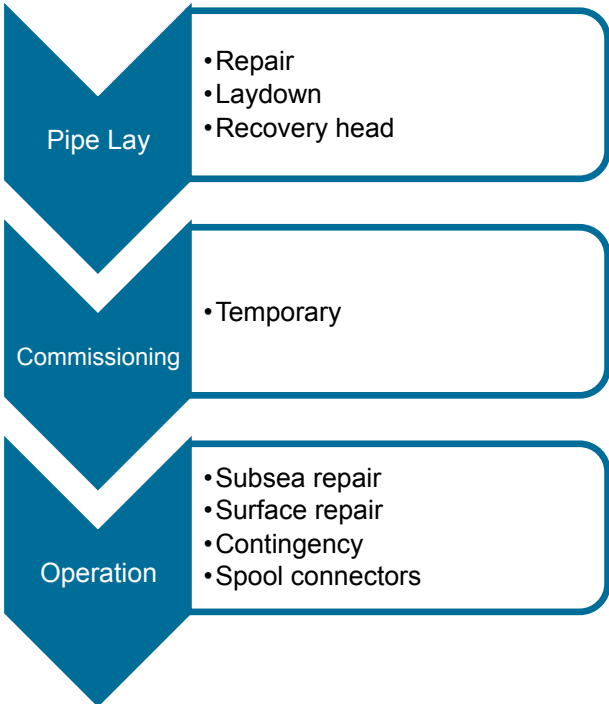 Pipe Lay
•Repair
•Laydown
•Recovery head
Commissioning
•Temporary
Operation
•Subsea repair
•Surface repair
•Contingency
•Spool connectors